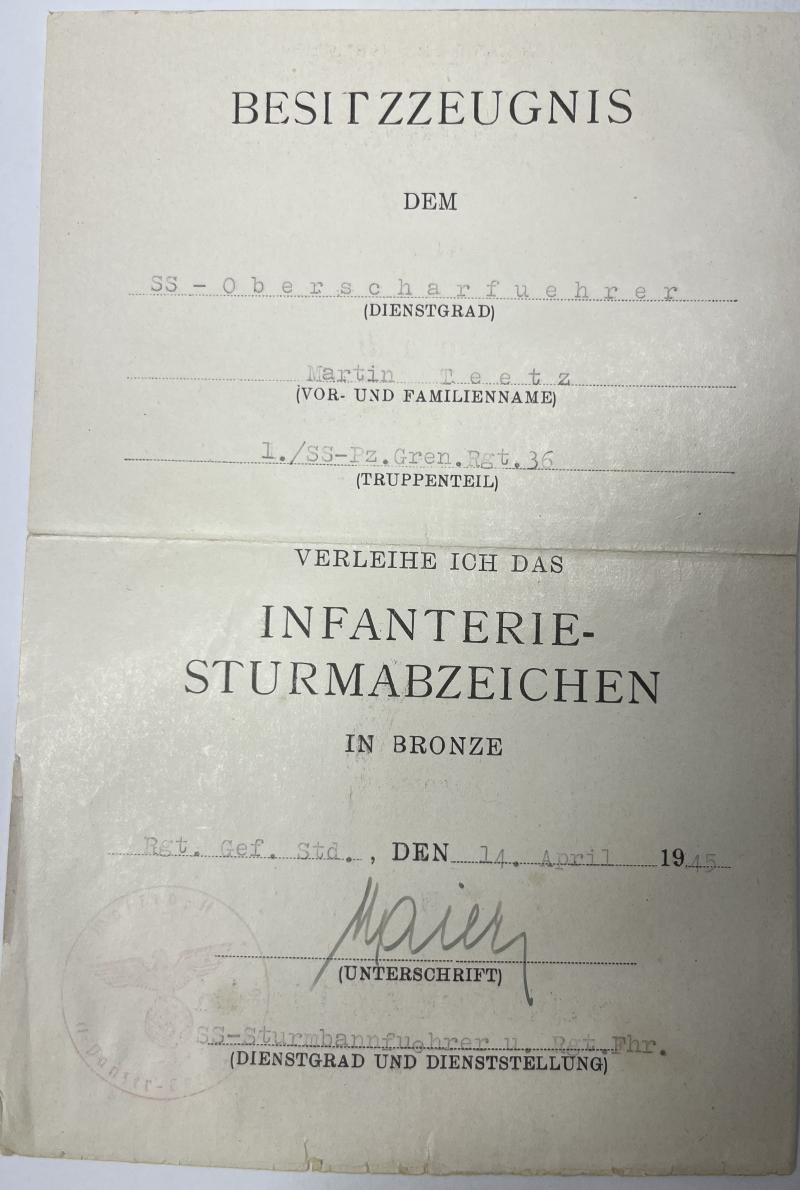 BESITZZEUGNIS
DEM
SS - Oberscharfuehrer
(DIENSTGRAD)
Martin Teetz
(VOR- UND FAMILIENNAME)
1./SS-Pz.Gren.Rgt.36
(TRUPPENTEIL)
VERLEIHE ICH DAS
INFANTERIE-
STURMABZEICHEN
IN BRONZE
Rgt. Gef. Std., DEN 14. April 1945
Maier
(UNTERSCHRIFT)
SS-Sturmbannfuehrer u. Rgt.Fhr.
(DIENSTGRAD UND DIENSTSTELLUNG)